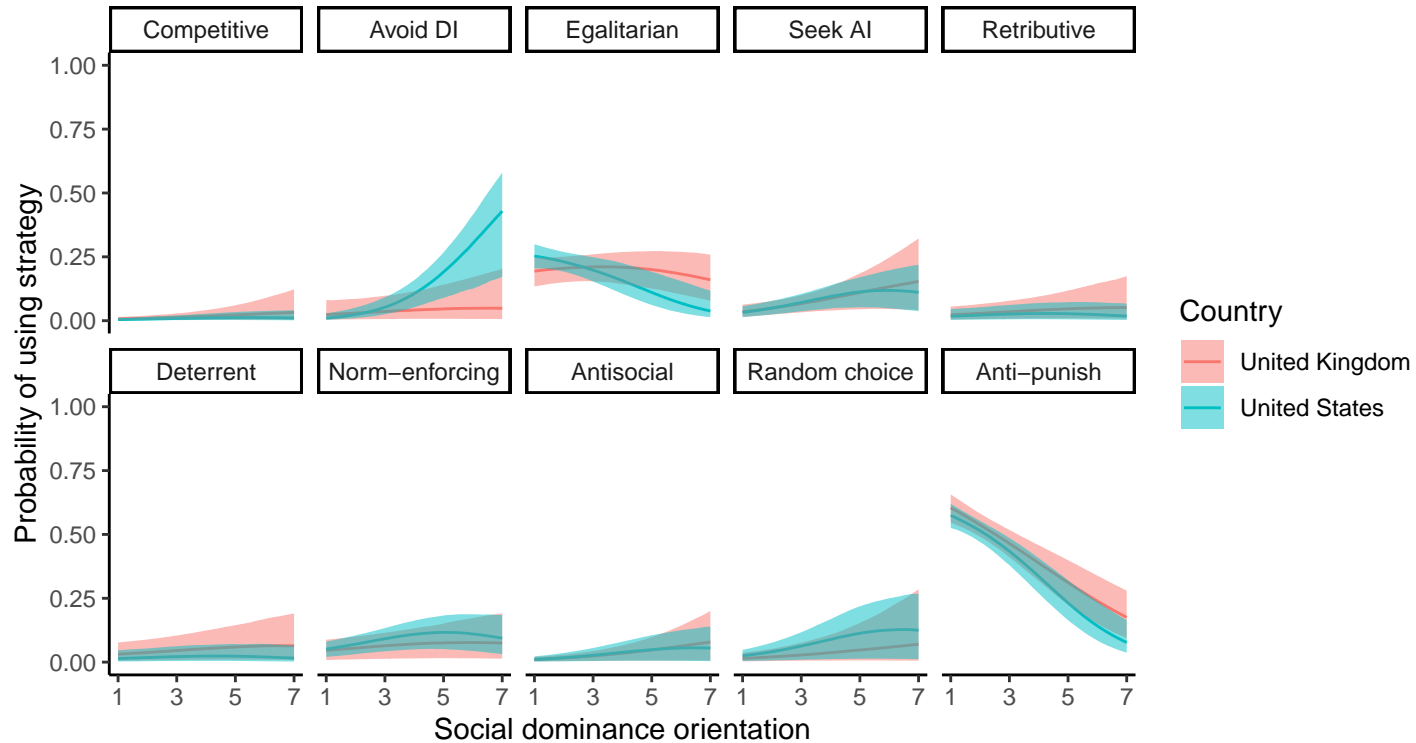 Competitive
Avoid DI
Egalitarian
Seek AI
Retributive
1.00
0.75
0.50
0.25
0.00
Deterrent
Norm−enforcing
Antisocial
Random choice
Anti−punish
1.00
0.75
0.50
0.25
0.00
1 3 5 7
1 3 5 7
1 3 5 7
1 3 5 7
1 3 5 7
Social dominance orientation
Probability of using strategy
Country
United Kingdom
United States